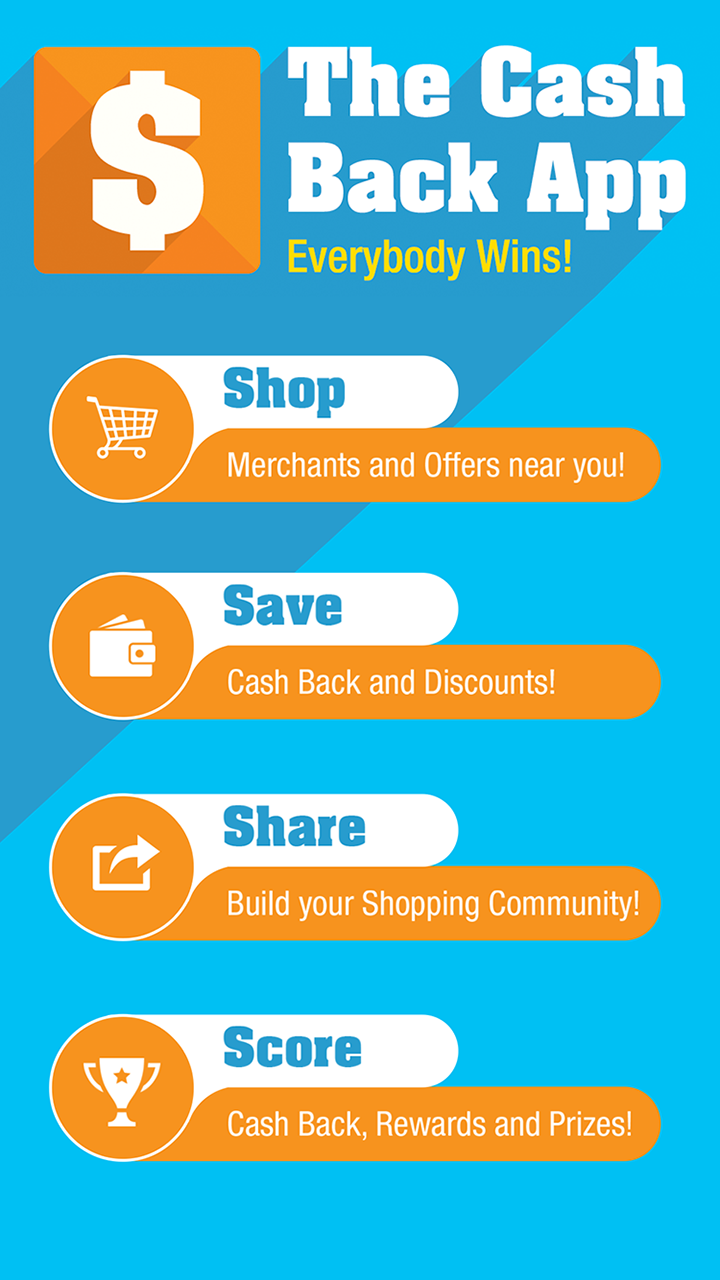 $
The Cash
Back App
Everybody Wins!
Shop
Merchants and Offers near you!
Save
Cash Back and Discounts!
Share
Build your Shopping Community!
Score
Cash Back, Rewards and Prizes!